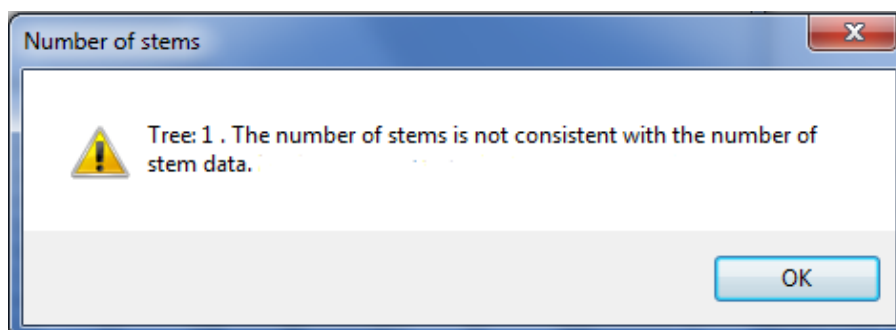 Number of stems
Tree: 1 . The number of stems is not consistent with the number of
stem data.
OK